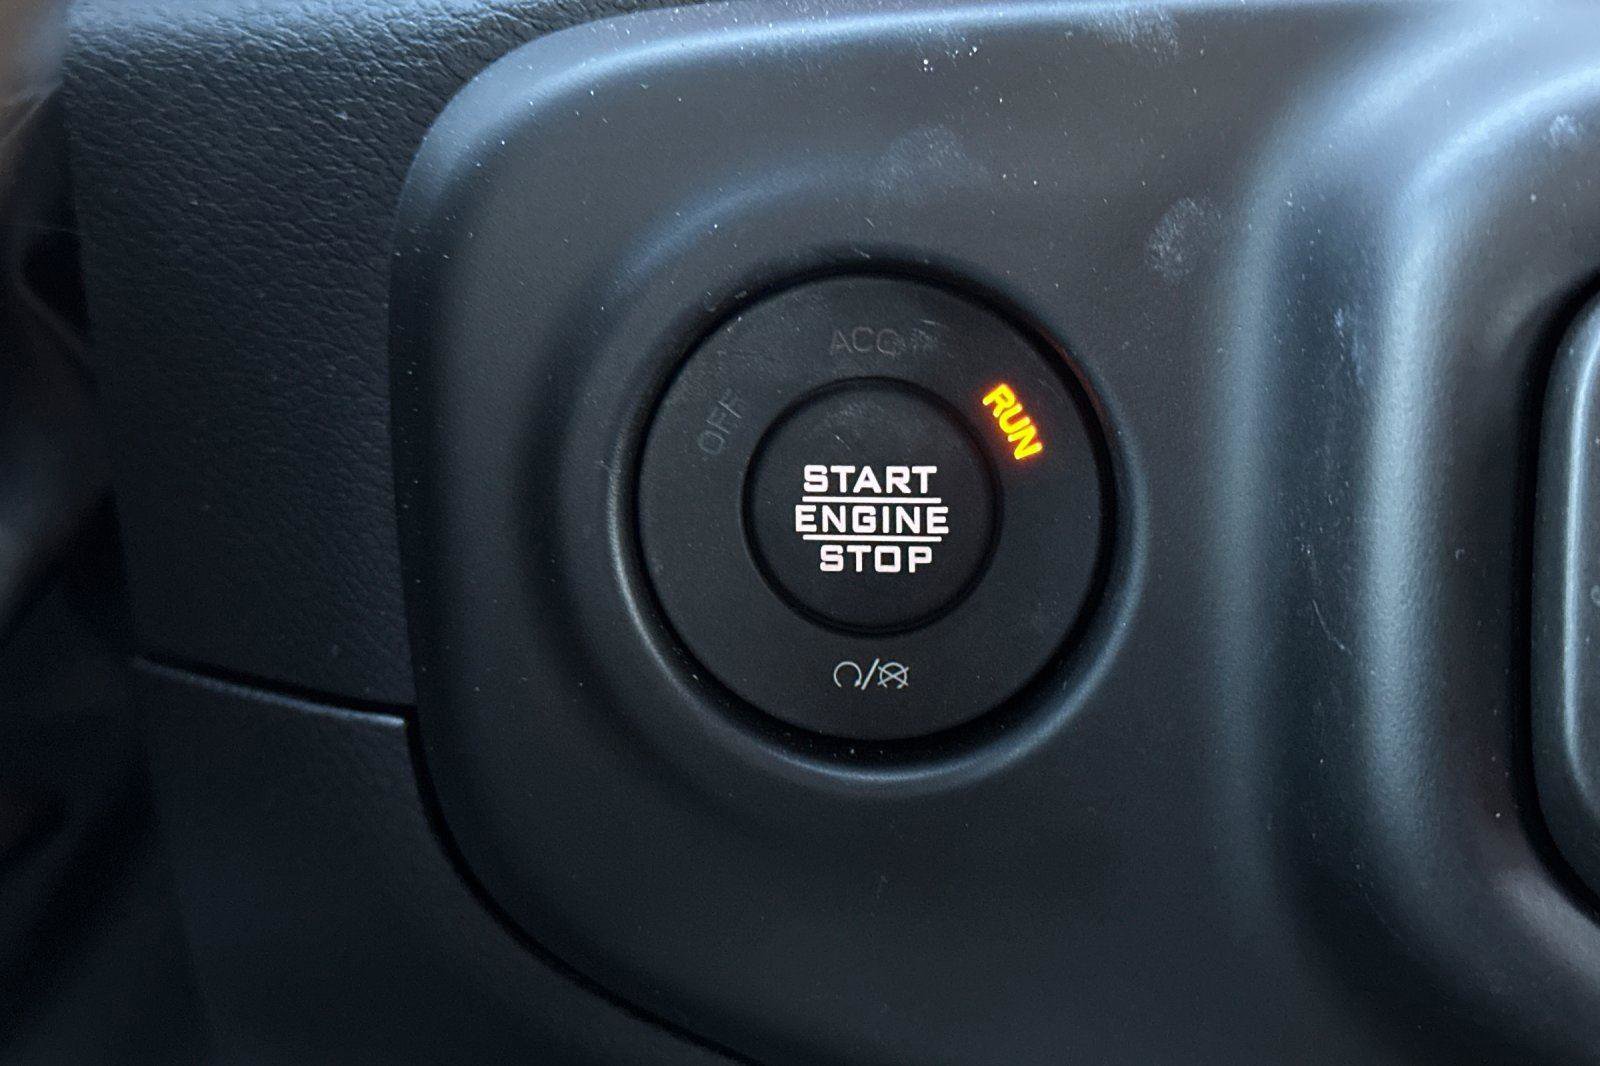 ACC
OFF
RUN
START
ENGINE
STOP